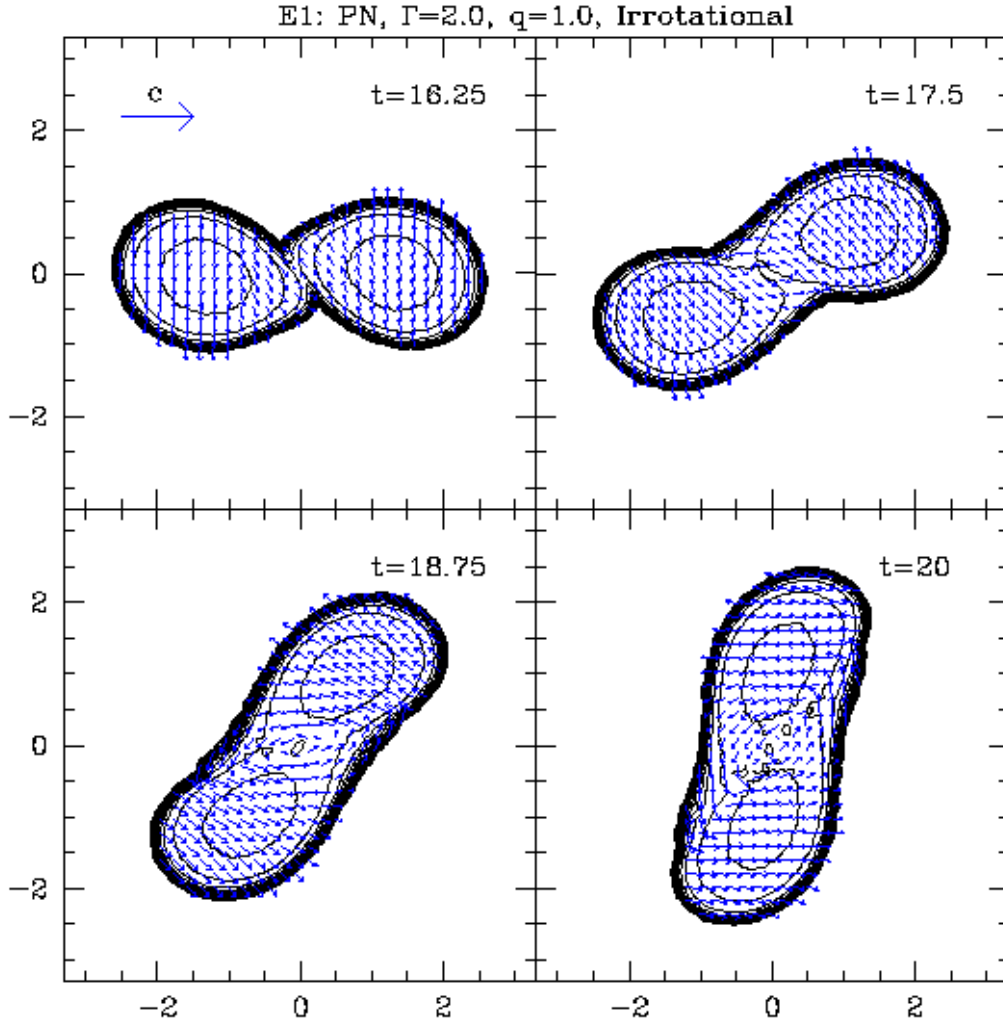 E1: PN, Γ=2.0, q=1.0, Irrotational
c
t=16.25
t=17.5
2
0
−2
t=18.75
t=20
2
0
−2
−2 0 2 −2 0 2